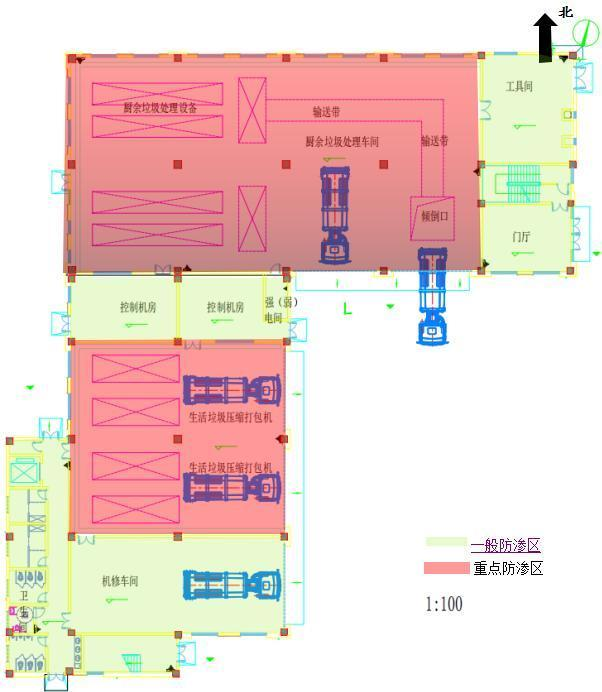 北
工具间
厨余垃圾处理设备
输送带
厨余垃圾处理车间
输送带
倾倒口
门厅
控制机房
控制机房
强（弱）
电间
L
生活垃圾压缩打包机
生活垃圾压缩打包机
一般防渗区
重点防渗区
机修车间
卫
生
间
1:100